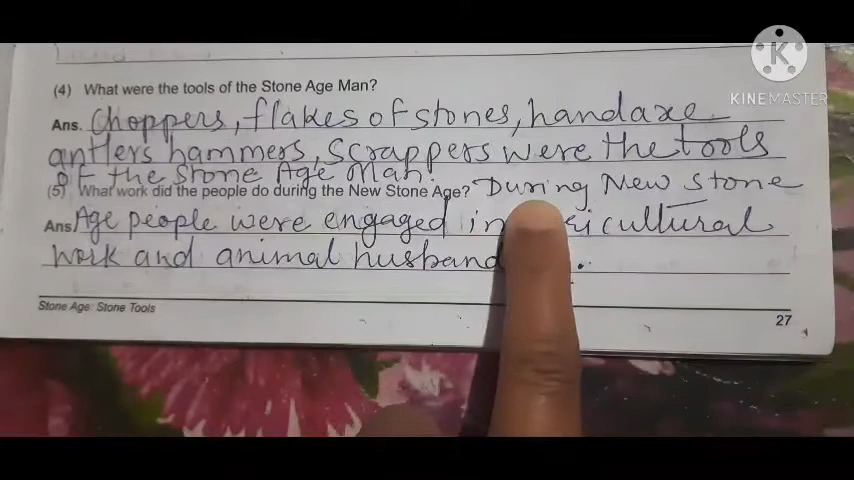 KINEMASTER
(4) What were the tools of the Stone Age Man?
Ans. Choppers, flakes of stones, handaxe
antlers hammers, scrappers were the tools
of the Stone Age Man.
(5) What work did the people do during the New Stone Age? During New Stone
Ans Age people were engaged in
work and animal
Stone Age: Stone Tools
27